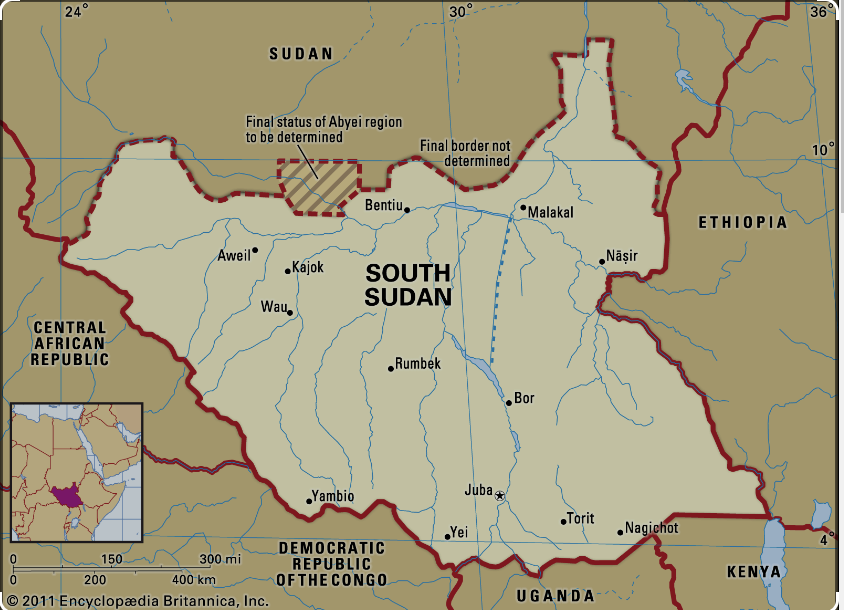 24°
30°
36°
SUDAN
Final status of Abyei region
to be determined
Final border not
determined
10°
Bentiu
Malakal
ETHIOPIA
Aweil
Kajok
Nāṣir
SOUTH
SUDAN
Wau
CENTRAL
AFRICAN
REPUBLIC
Rumbek
Bor
Yambio
Juba
Torit
Nagichot
Yei
4°
DEMOCRATIC
REPUBLIC
OF THE CONGO
KENYA
UGANDA
0 150 300 mi
0 200 400 km
© 2011 Encyclopædia Britannica, Inc.